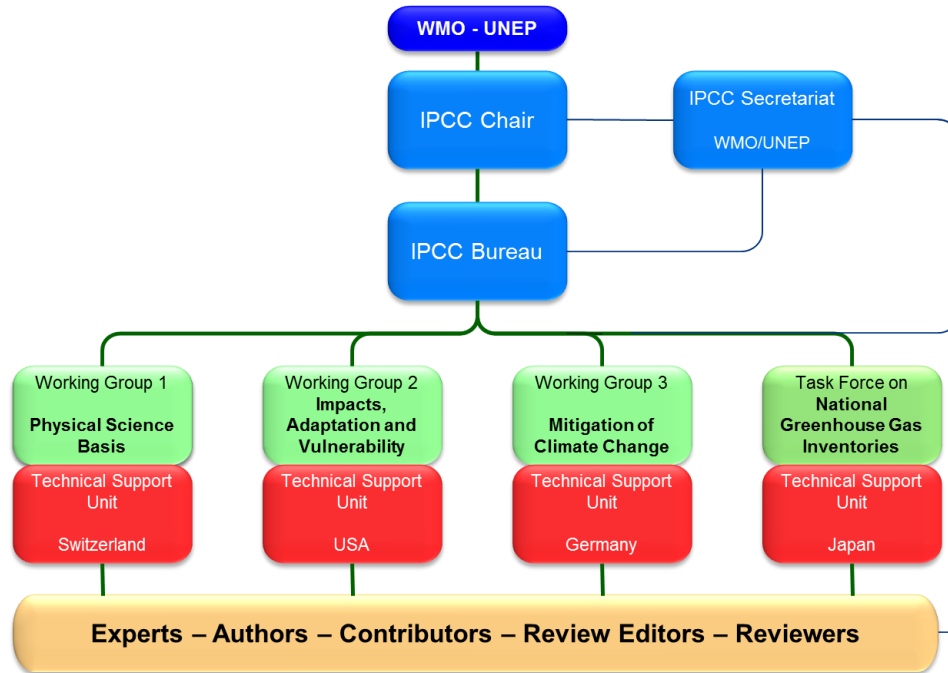 WMO - UNEP
IPCC Chair
IPCC Secretariat
WMO/UNEP
IPCC Bureau
Working Group 1
Physical Science
Basis
Working Group 2
Impacts,
Adaptation and
Vulnerability
Working Group 3
Mitigation of
Climate Change
Task Force on
National
Greenhouse Gas
Inventories
Technical Support
Unit
Switzerland
Technical Support
Unit
USA
Technical Support
Unit
Germany
Technical Support
Unit
Japan
Experts – Authors – Contributors – Review Editors – Reviewers